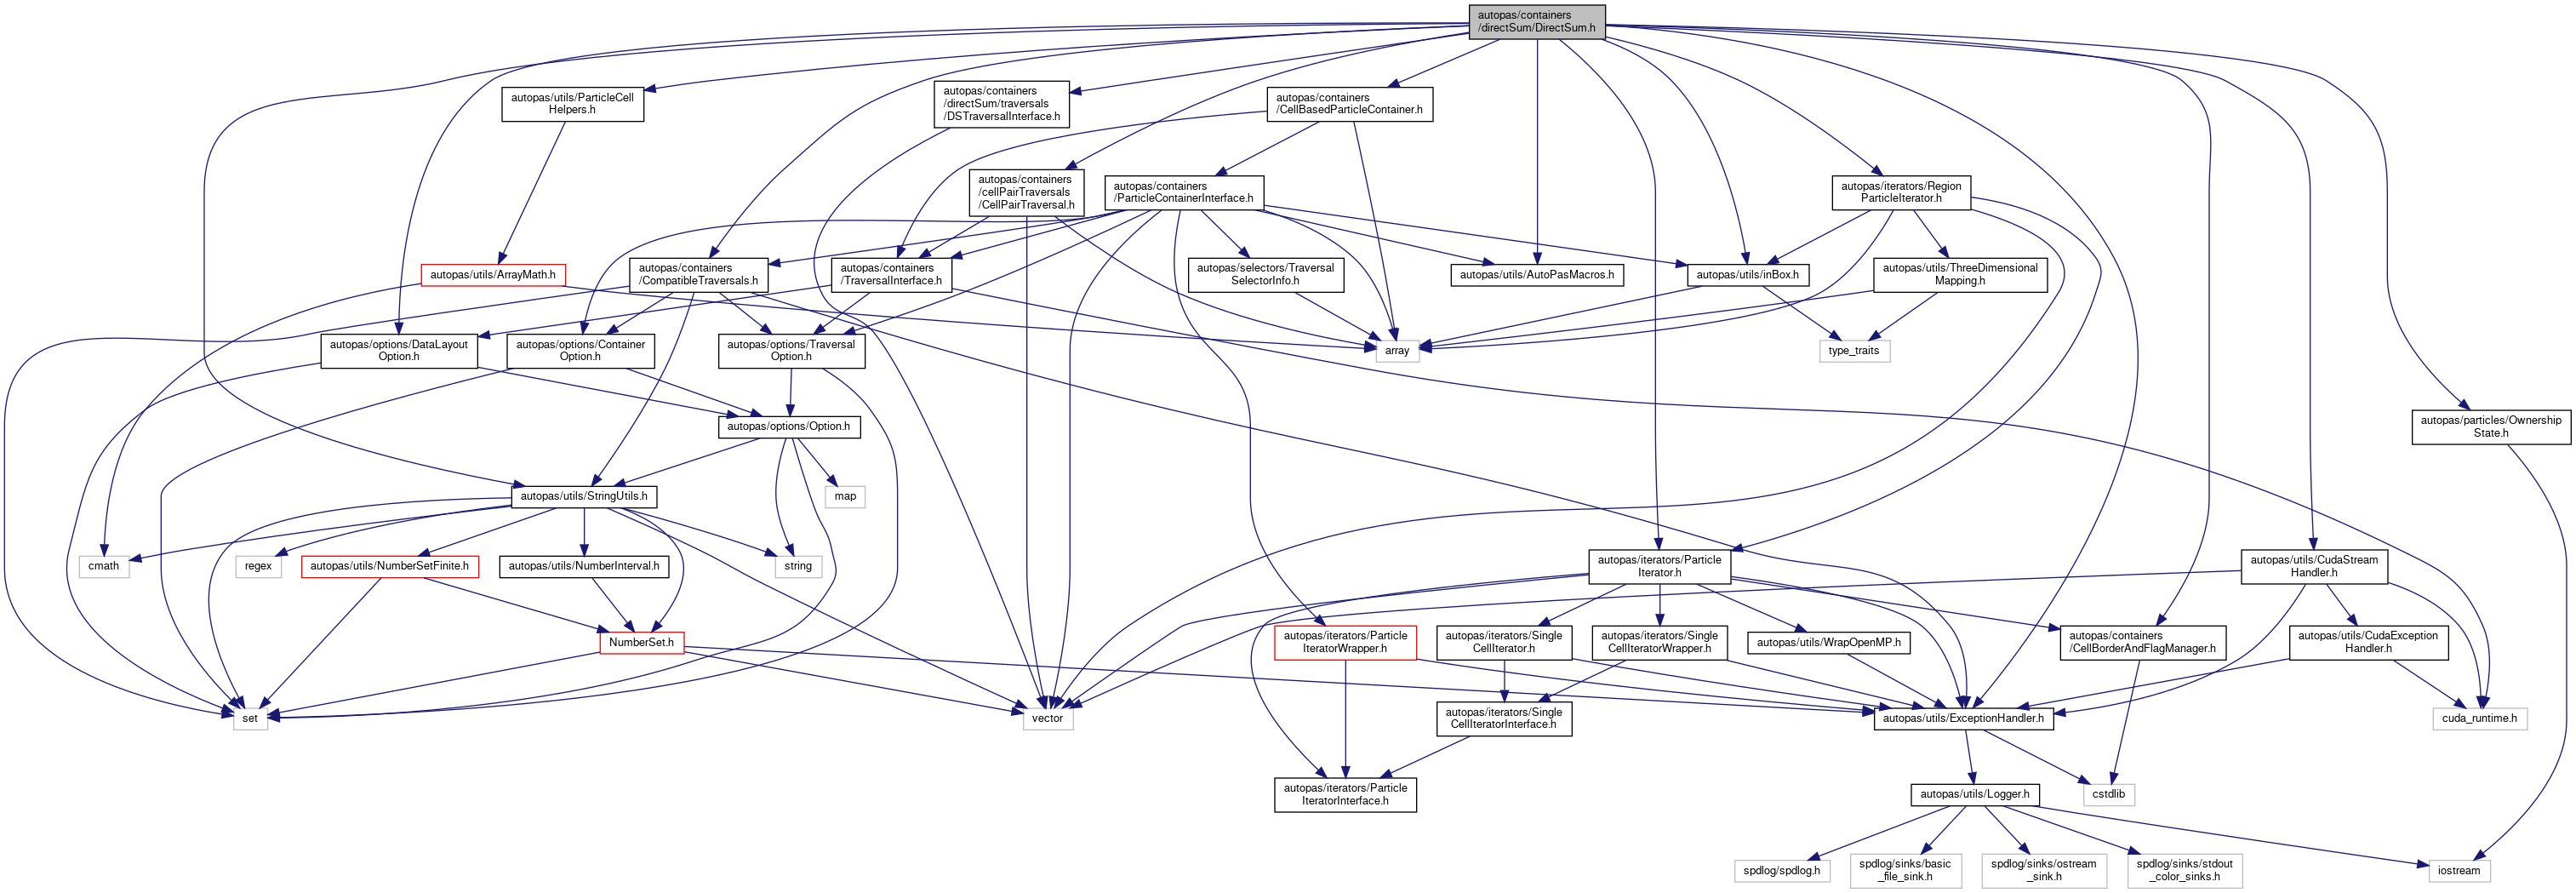 autopas/containers
/directSum/DirectSum.h
autopas/utils/ParticleCell
Helpers.h
autopas/containers
/directSum/traversals
/DSTraversalInterface.h
autopas/containers
/CellBasedParticleContainer.h
autopas/containers
/cellPairTraversals
/CellPairTraversal.h
autopas/containers
/ParticleContainerInterface.h
autopas/iterators/Region
ParticleIterator.h
autopas/utils/ArrayMath.h
autopas/containers
/CompatibleTraversals.h
autopas/containers
/TraversalInterface.h
autopas/selectors/Traversal
SelectorInfo.h
autopas/utils/AutoPasMacros.h
autopas/utils/inBox.h
autopas/utils/ThreeDimensional
Mapping.h
autopas/options/DataLayout
Option.h
autopas/options/Container
Option.h
autopas/options/Traversal
Option.h
array
type_traits
autopas/options/Option.h
autopas/particles/Ownership
State.h
autopas/utils/StringUtils.h
map
cmath
regex
autopas/utils/NumberSetFinite.h
autopas/utils/NumberInterval.h
string
autopas/iterators/Particle
Iterator.h
autopas/utils/CudaStream
Handler.h
NumberSet.h
autopas/iterators/Particle
IteratorWrapper.h
autopas/iterators/Single
CellIterator.h
autopas/iterators/Single
CellIteratorWrapper.h
autopas/utils/WrapOpenMP.h
autopas/containers
/CellBorderAndFlagManager.h
autopas/utils/CudaException
Handler.h
set
vector
autopas/iterators/Single
CellIteratorInterface.h
autopas/utils/ExceptionHandler.h
cuda_runtime.h
autopas/iterators/Particle
IteratorInterface.h
autopas/utils/Logger.h
cstdlib
spdlog/spdlog.h
spdlog/sinks/basic
_file_sink.h
spdlog/sinks/ostream
_sink.h
spdlog/sinks/stdout
_color_sinks.h
iostream